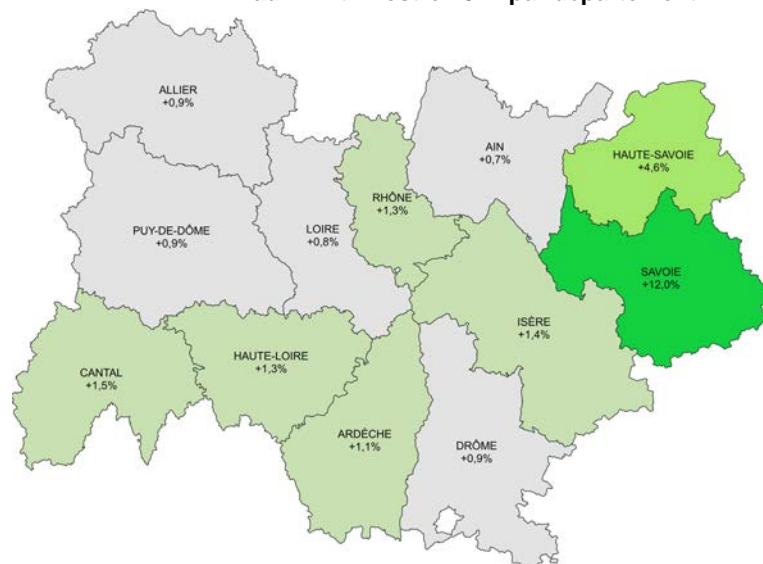 par département
ALLIER
+0,9%
AIN
+0,7%
HAUTE-SAVOIE
+4,6%
RHÔNE
+1,3%
PUY-DE-DÔME
+0,9%
LOIRE
+0,8%
SAVOIE
+12,0%
ISÈRE
+1,4%
HAUTE-LOIRE
+1,3%
CANTAL
+1,5%
ARDÈCHE
+1,1%
DRÔME
+0,9%